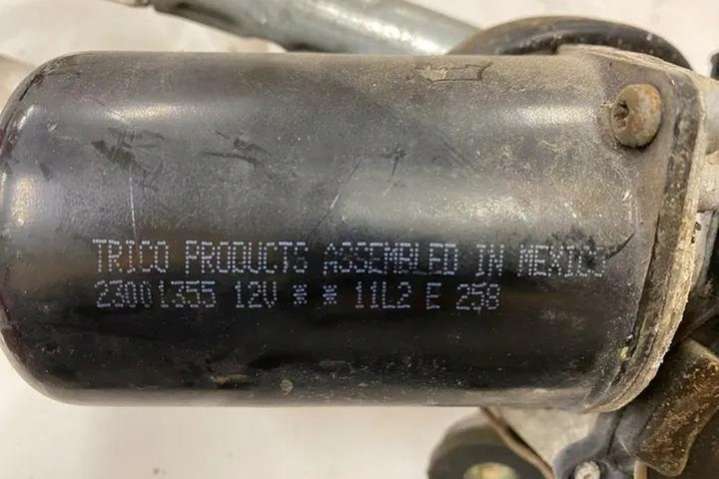 TRICO PRODUCTS ASSEMBLED IN MEXICO
23001355 12V * * 11L2 E 258